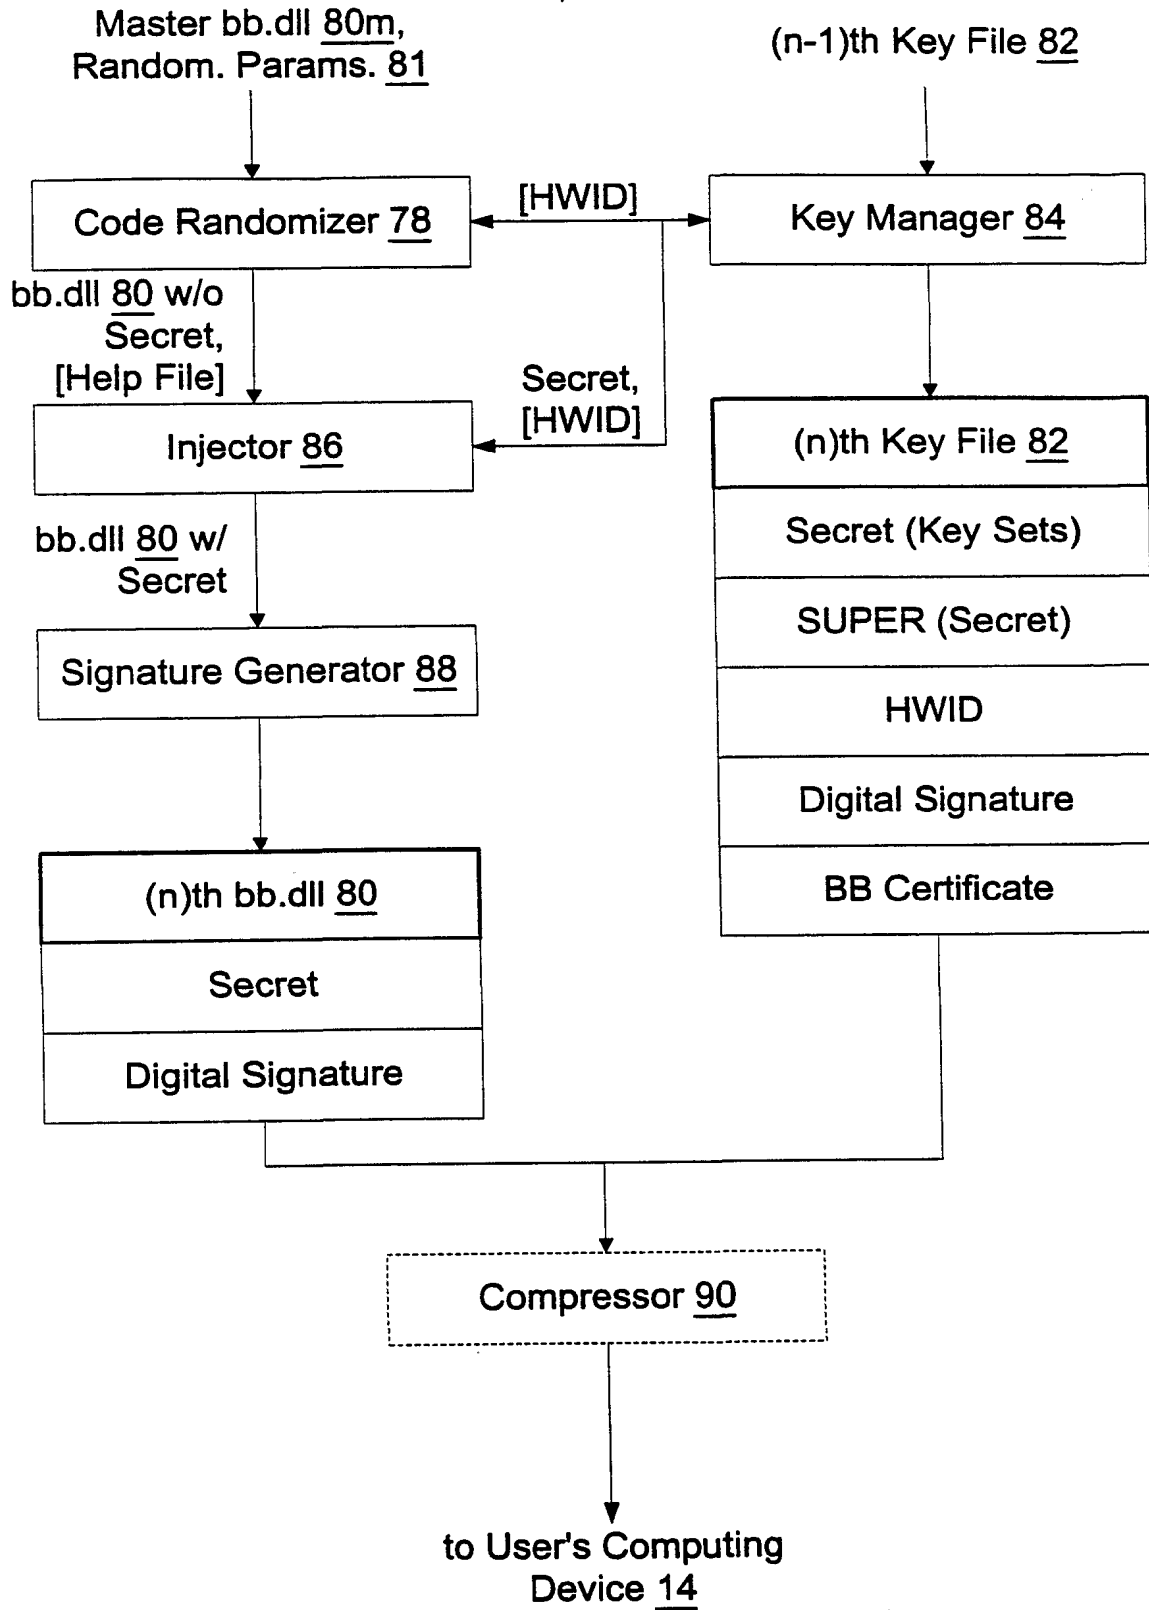 Master bb.dll 80m,
Random. Params. 81
(n-1)th Key File 82
Code Randomizer 78
[HWID]
Key Manager 84
bb.dll 80 w/o
Secret,
[Help File]
Secret,
[HWID]
Injector 86
(n)th Key File 82
Secret (Key Sets)
SUPER (Secret)
HWID
Digital Signature
BB Certificate
bb.dll 80 w/
Secret
Signature Generator 88
(n)th bb.dll 80
Secret
Digital Signature
Compressor 90
to User's Computing
Device 14